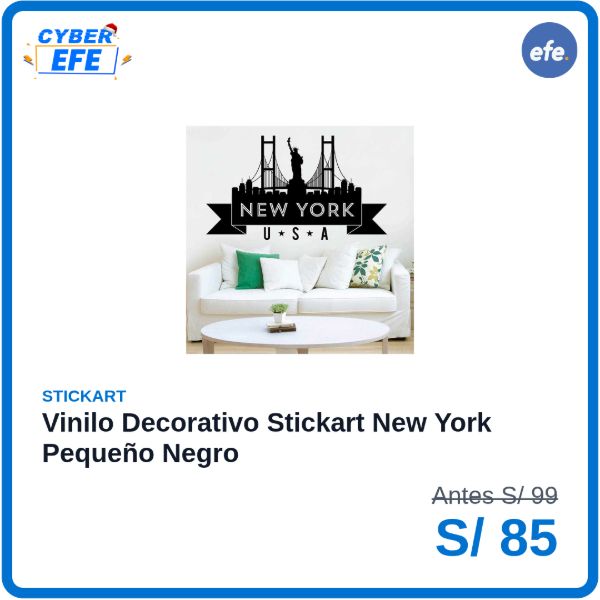 CYBER
EFE
efe.
NEW YORK
U ★ S ★ A
STICKART
Vinilo Decorativo Stickart New York
Pequeño Negro
Antes S/ 99
S/ 85